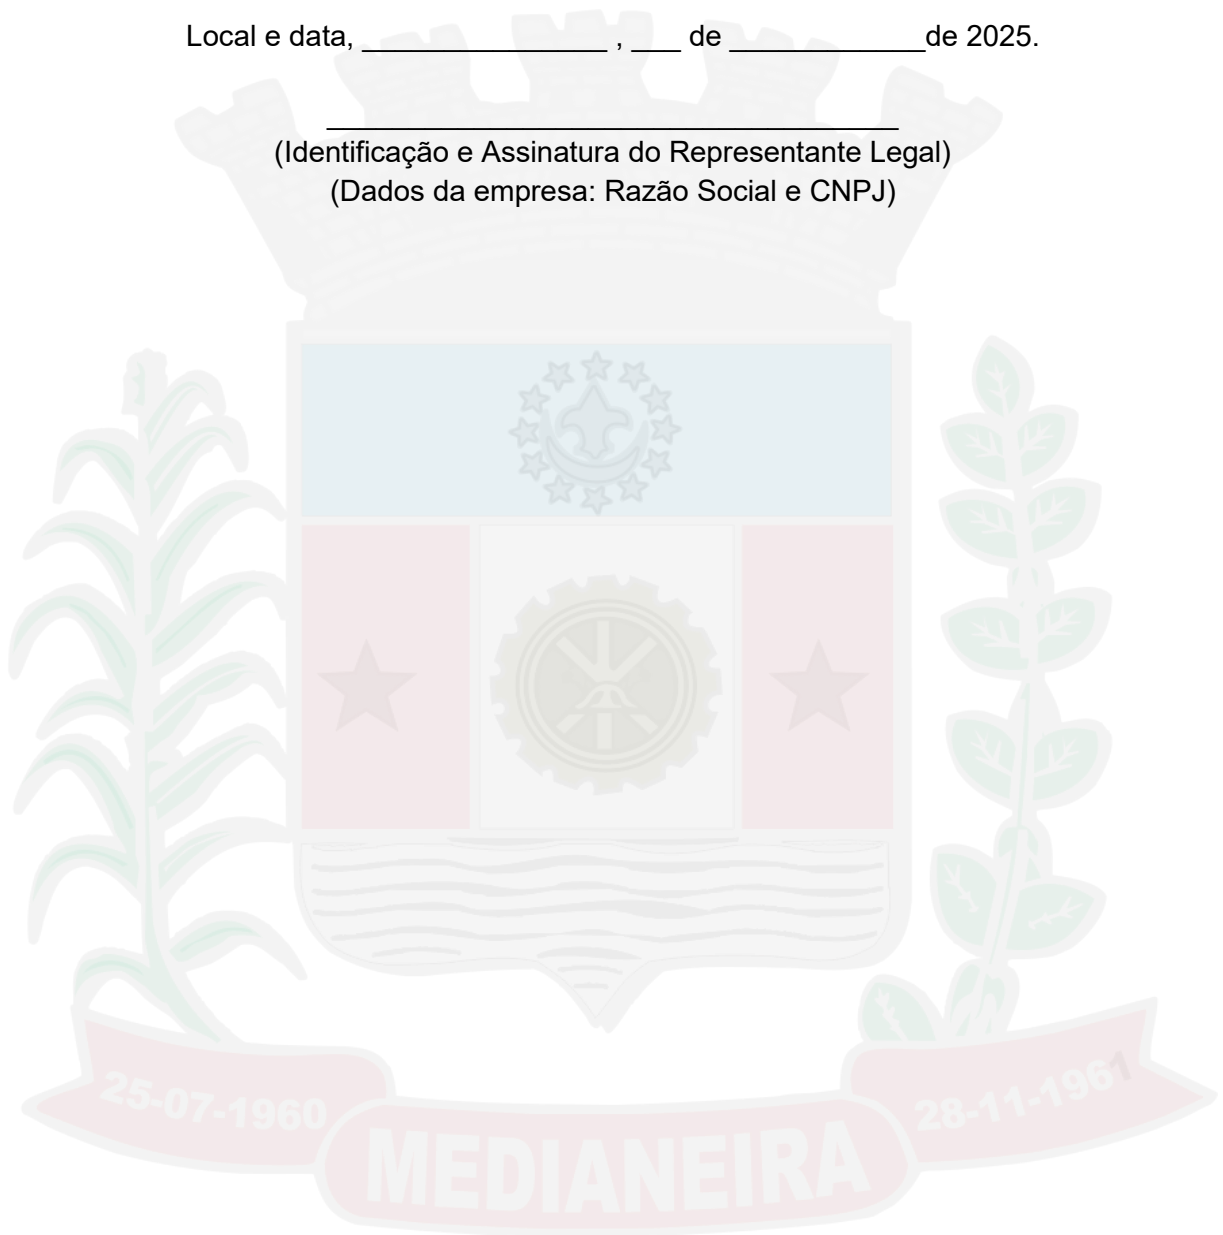 Local e data, _______________ , ___ de ____________de 2025.
___________________________________
(Identificação e Assinatura do Representante Legal)
(Dados da empresa: Razão Social e CNPJ)
25-07-1960
28-11-1961
MEDIANEIRA